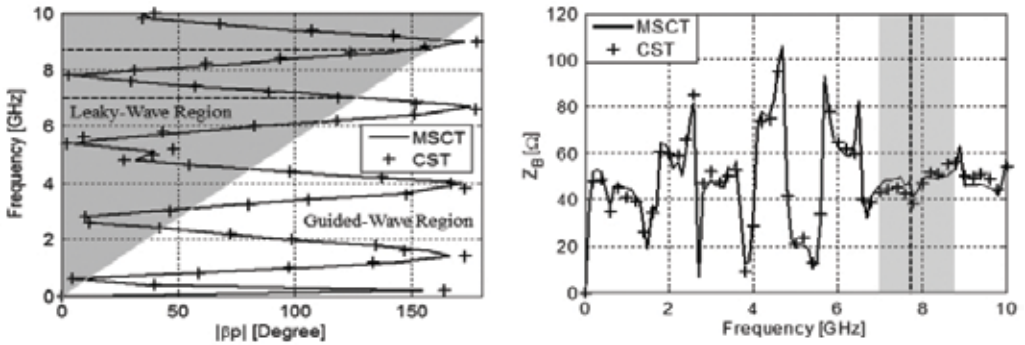 10
8
6
4
2
0
Frequency [GHz]
Leaky-Wave Region
MSCT
CST
Guided-Wave Region
0 50 100 150
|βp| [Degree]
120
100
80
60
40
20
0
Z_B [Ω]
MSCT
CST
0 2 4 6 8 10
Frequency [GHz]